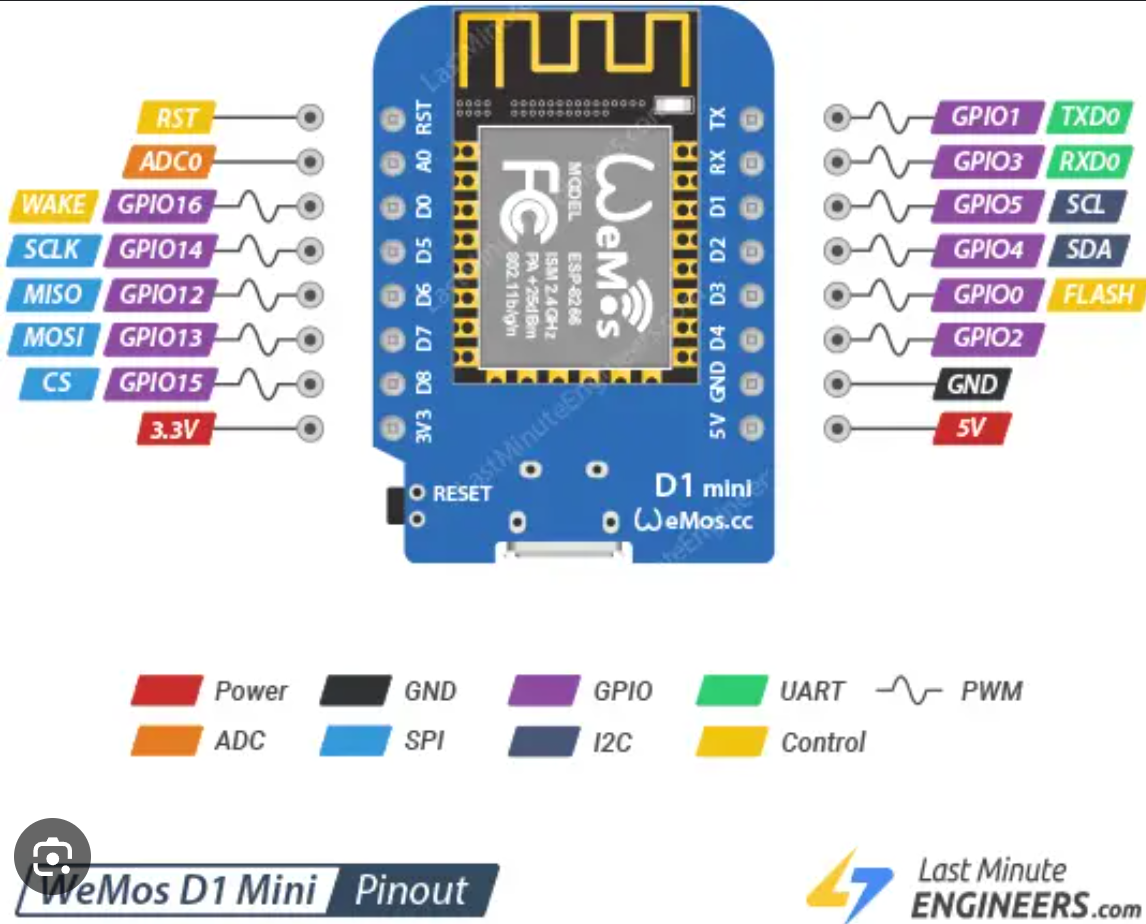 RST
ADC0
WAKE GPIO16
SCLK GPIO14
MISO GPIO12
MOSI GPIO13
CS GPIO15
3.3V
RST
A0
D0
D5
D6
D7
D8
3V3
WeMos
MODEL ESP-8266
ISM 2.4GHz
PA +25dBm
802.11b/g/n
FC
TX
RX
D1
D2
D3
D4
GND
5V
GPIO1 TXD0
GPIO3 RXD0
GPIO5 SCL
GPIO4 SDA
GPIO0 FLASH
GPIO2
GND
5V
RESET
D1 mini
WeMos.cc
LastMinuteEngineers.com
Power GND GPIO UART PWM
ADC SPI I2C Control
WeMos D1 Mini Pinout
Last Minute
ENGINEERS.com